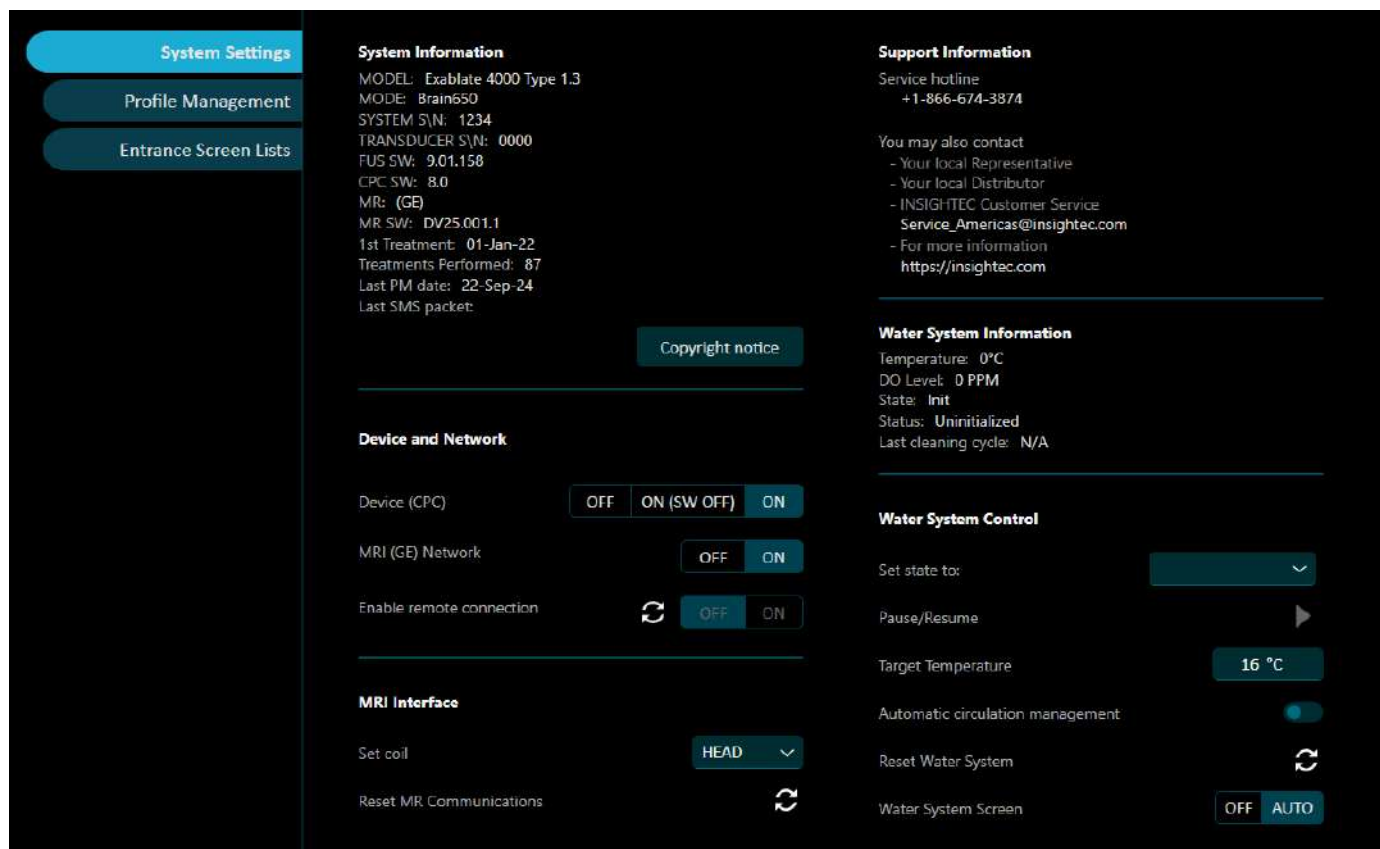 System Settings
Profile Management
Entrance Screen Lists
System Information
MODEL: Exablate 4000 Type 1.3
MODE: Brain650
SYSTEM S\N: 1234
TRANSDUCER S\N: 0000
FUS SW: 9.01.158
CPC SW: 8.0
MR: (GE)
MR SW: DV25.001.1
1st Treatment: 01-Jan-22
Treatments Performed: 87
Last PM date: 22-Sep-24
Last SMS packet:
Copyright notice
Device and Network
Device (CPC) OFF ON (SW OFF) ON
MRI (GE) Network OFF ON
Enable remote connection OFF ON
MRI Interface
Set coil HEAD
Reset MR Communications
Support Information
Service hotline
+1-866-674-3874
You may also contact
- Your local Representative
- Your local Distributor
- INSIGHTEC Customer Service
Service_Americas@insightec.com
- For more information
https://insightec.com
Water System Information
Temperature: 0°C
DO Level: 0 PPM
State: Init
Status: Uninitialized
Last cleaning cycle: N/A
Water System Control
Set state to:
Pause/Resume
Target Temperature 16 °C
Automatic circulation management
Reset Water System
Water System Screen OFF AUTO